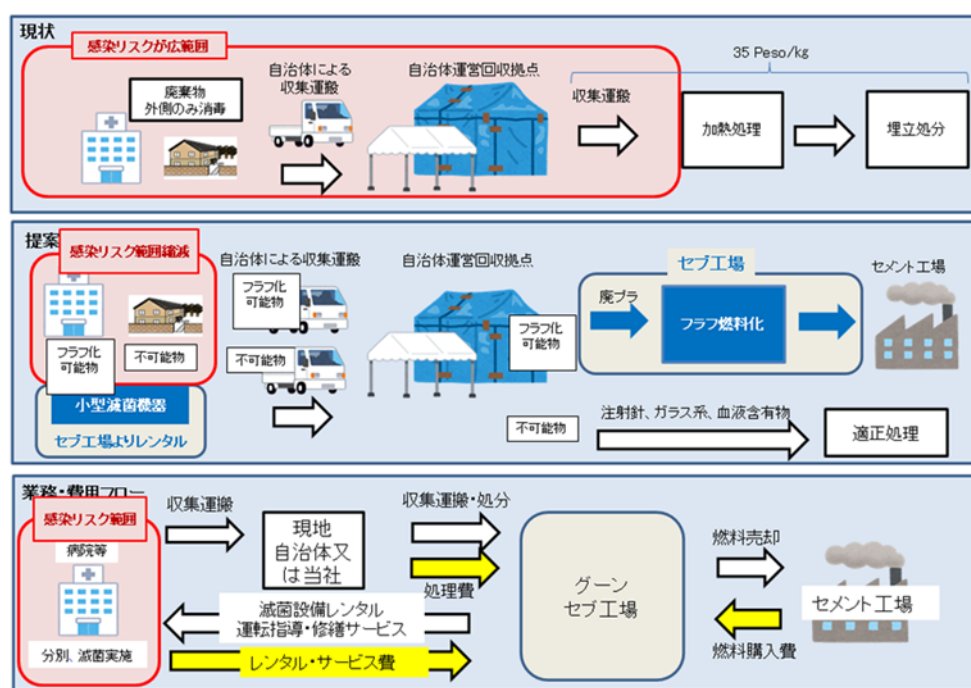 現状
感染リスクが広範囲
廃棄物
外側のみ消毒
自治体による
収集運搬
自治体運営回収拠点
収集運搬
35 Peso/kg
加熱処理
埋立処分
提案
感染リスク範囲縮減
フラフ化
可能物
不可能物
小型滅菌機器
セブ工場よりレンタル
自治体による収集運搬
フラフ化
可能物
不可能物
自治体運営回収拠点
フラフ化
可能物
不可能物
セブ工場
廃プラ
フラフ燃料化
セメント工場
注射針、ガラス系、血液含有物
適正処理
業務・費用フロー
感染リスク範囲
病院等
分別、滅菌実施
収集運搬
現地
自治体又
は当社
収集運搬・処分
処理費
滅菌設備レンタル
運転指導・修繕サービス
レンタル・サービス費
グーン
セブ工場
燃料売却
燃料購入費
セメント工場